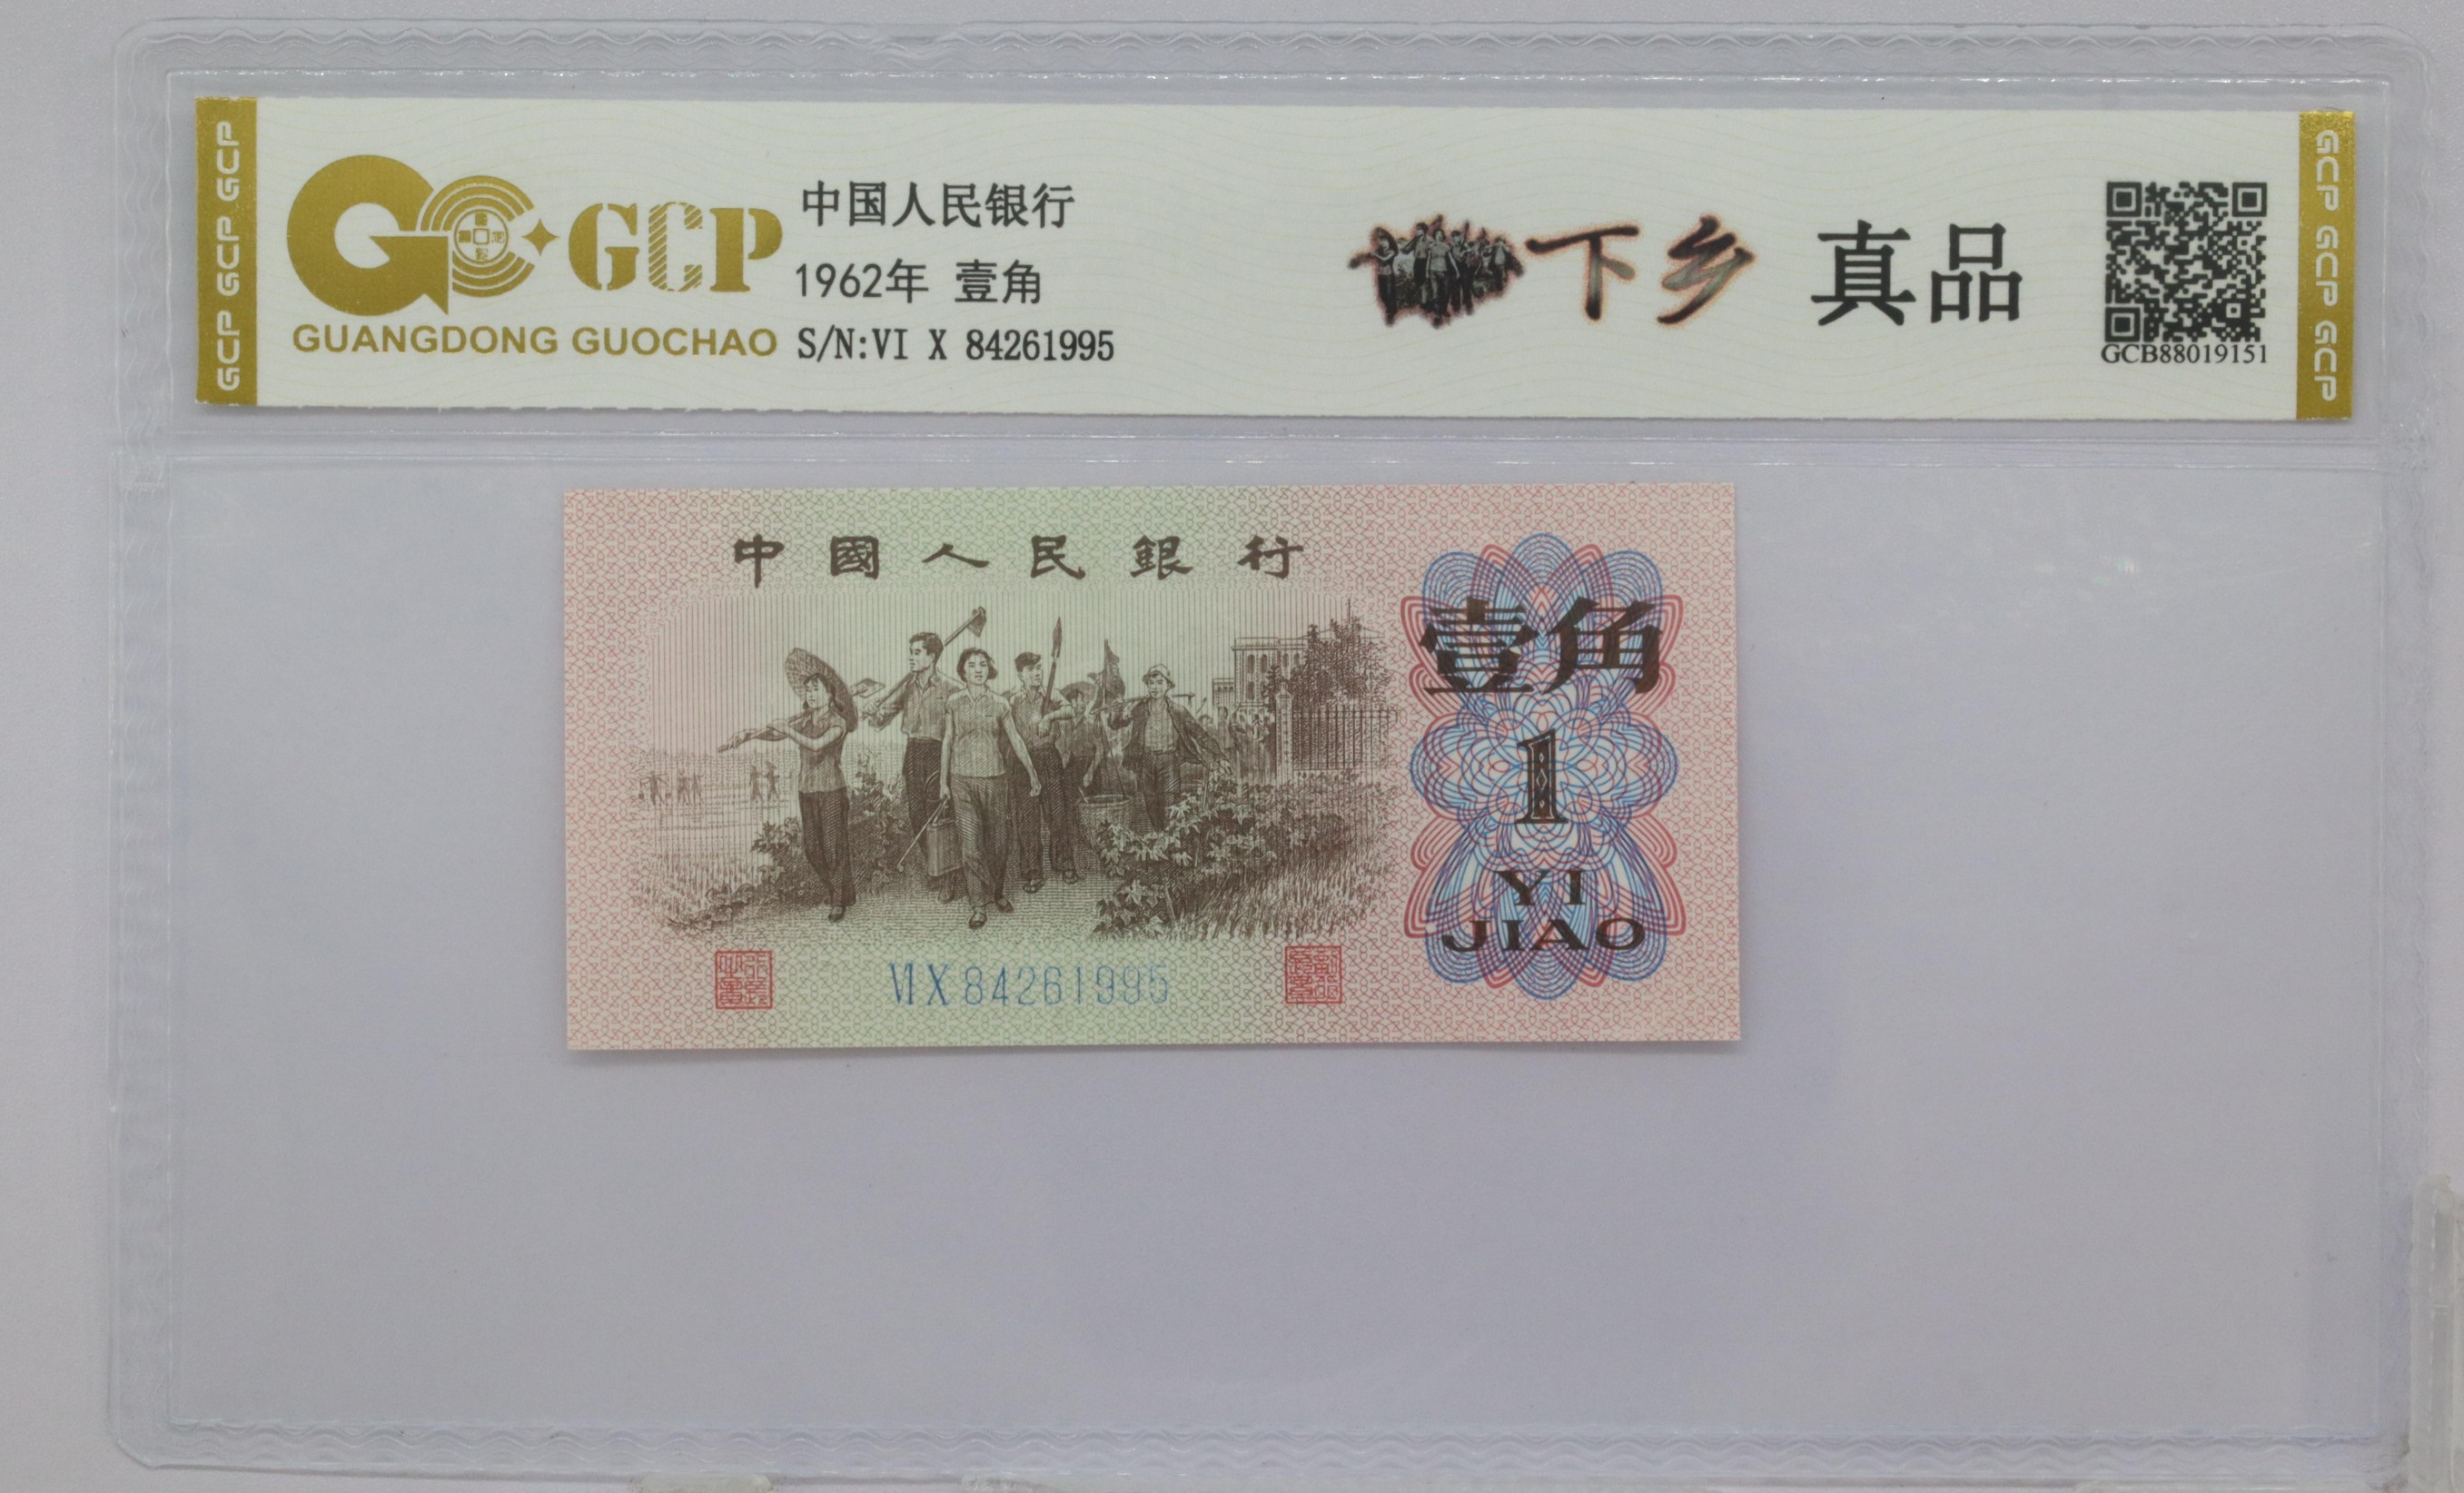 GCP GCP GCP
GCP
GUANGDONG GUOCHAO
中国人民银行
1962年 壹角
S/N:VI X 84261995
下乡 真品
GCB88019151
GCP GCP GCP
中國人民銀行
壹角
1
YI
JIAO
VI X 84261995